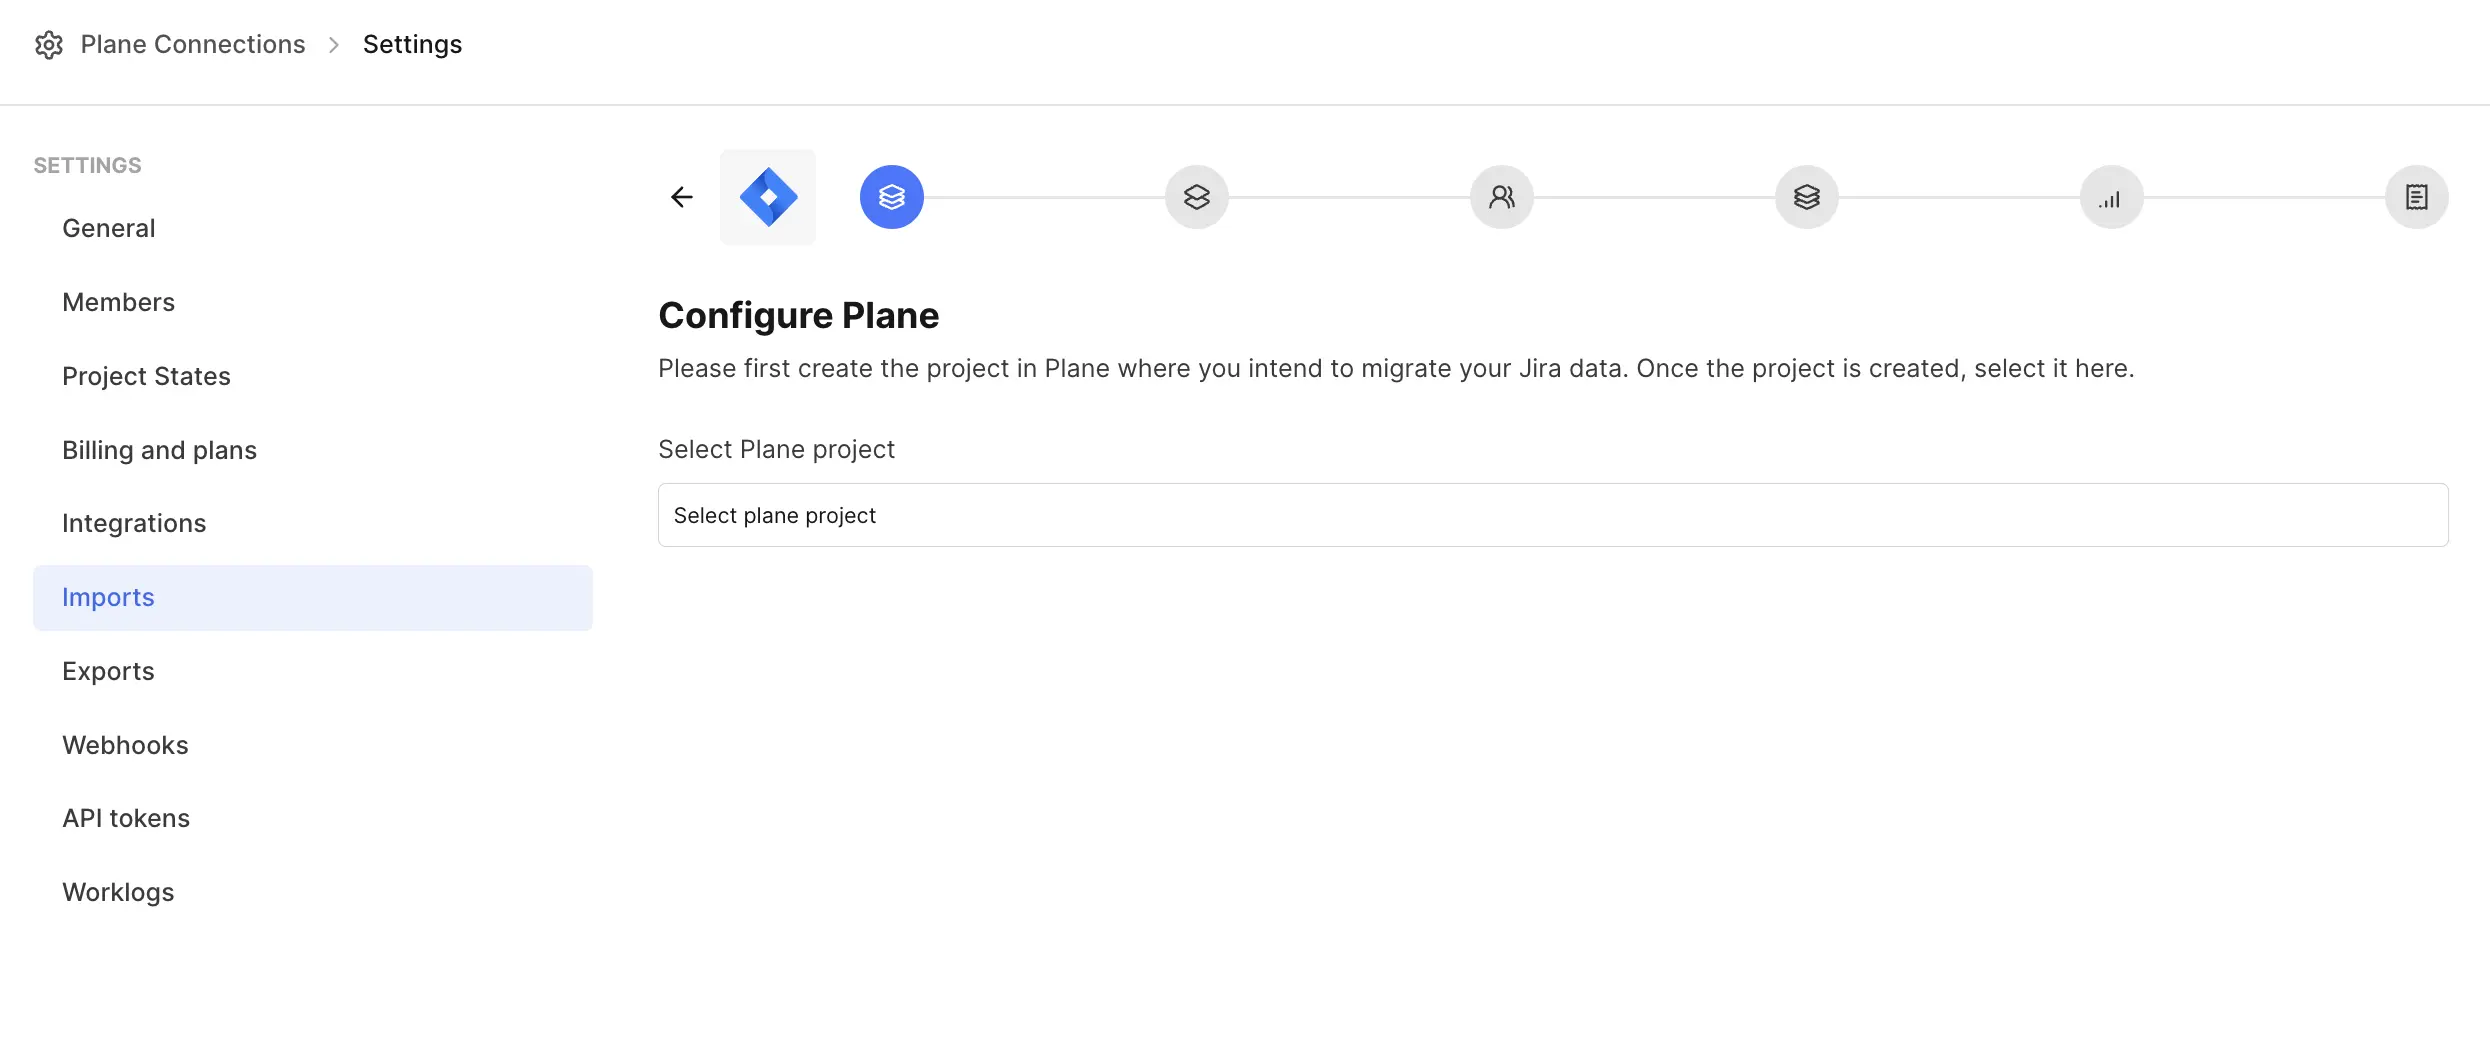 Plane Connections > Settings
SETTINGS
General
Members
Project States
Billing and plans
Integrations
Imports
Exports
Webhooks
API tokens
Worklogs
Configure Plane
Please first create the project in Plane where you intend to migrate your Jira data. Once the project is created, select it here.
Select Plane project
Select plane project